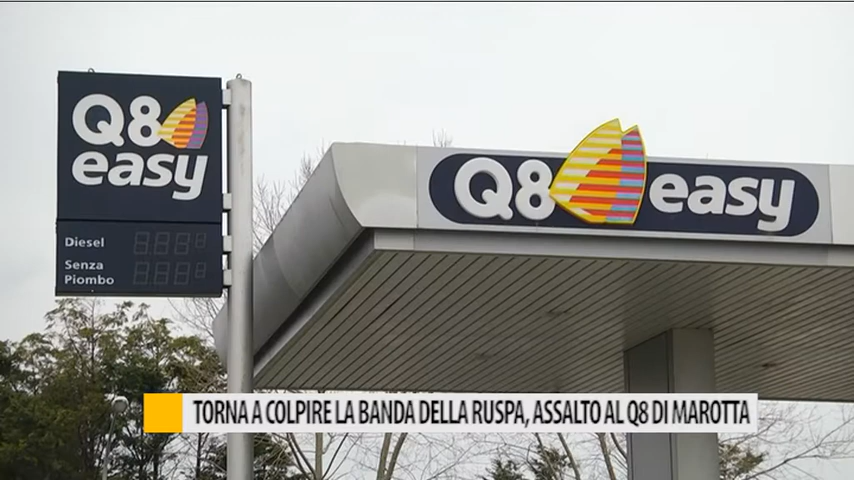 Q8
easy
Diesel
Senza
Piombo
Q8 easy
TORNA A COLPIRE LA BANDA DELLA RUSPA, ASSALTO AL Q8 DI MAROTTA